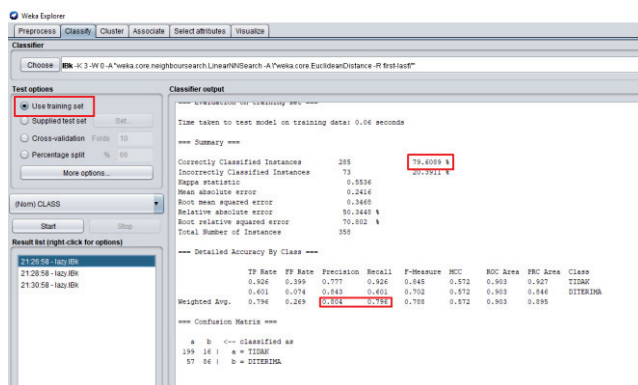 Weka Explorer
Preprocess Classify Cluster Associate Select attributes Visualize
Classifier
Choose IBk -K 3 -W 0 -A "weka.core.neighboursearch.LinearNNSearch -A \"weka.core.EuclideanDistance -R first-last\""
Test options
Use training set
Supplied test set Set...
Cross-validation Folds 10
Percentage split % 66
More options...
(Nom) CLASS
Start Stop
Result list (right-click for options)
21:26:58 - lazy.IBk
21:28:58 - lazy.IBk
21:30:58 - lazy.IBk
Classifier output
=== Evaluation on training set ===
Time taken to test model on training data: 0.06 seconds
=== Summary ===
Correctly Classified Instances 285 79.6089 %
Incorrectly Classified Instances 73 20.3911 %
Kappa statistic 0.5536
Mean absolute error 0.2416
Root mean squared error 0.3468
Relative absolute error 50.3448 %
Root relative squared error 70.802 %
Total Number of Instances 358
=== Detailed Accuracy By Class ===
TP Rate FP Rate Precision Recall F-Measure MCC ROC Area PRC Area Class
0.926 0.399 0.777 0.926 0.845 0.572 0.903 0.927 TIDAK
0.601 0.074 0.843 0.601 0.702 0.572 0.903 0.846 DITERIMA
Weighted Avg. 0.796 0.269 0.804 0.796 0.788 0.572 0.903 0.895
=== Confusion Matrix ===
a b <-- classified as
199 16 | a = TIDAK
57 86 | b = DITERIMA